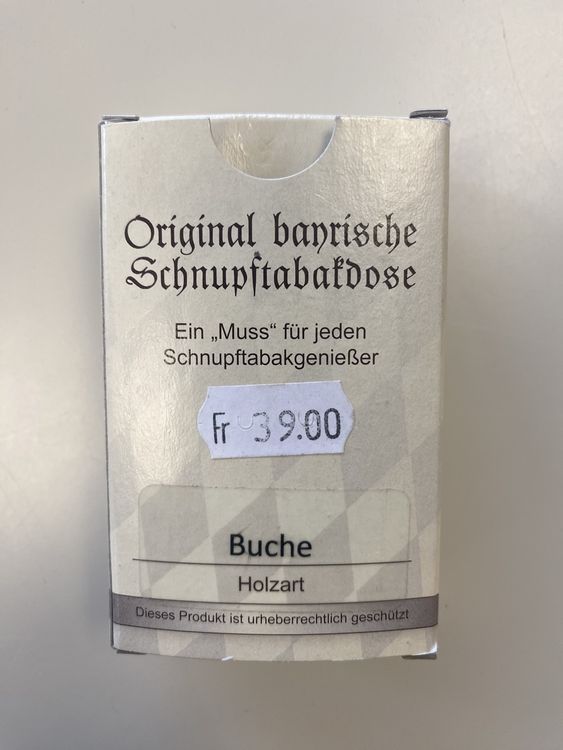 Original bayrische
Schnupftabakdose
Ein „Muss“ für jeden
Schnupftabakgenießer
Fr 39.00
Buche
Holzart
Dieses Produkt ist urheberrechtlich geschützt